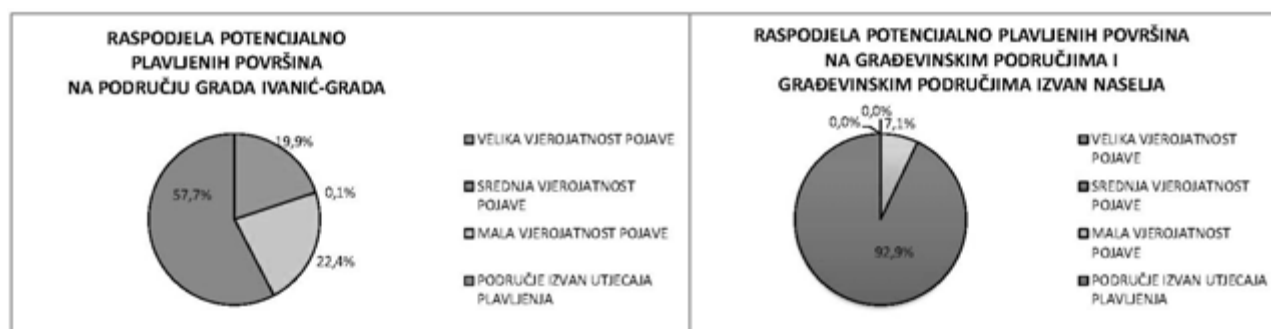 RASPODJELA POTENCIJALNO
PLAVLJENIH POVRŠINA
NA PODRUČJU GRADA IVANIĆ-GRADA
19,9%
57,7%
0,1%
22,4%
VELIKA VJEROJATNOST POJAVE
SREDNJA VJEROJATNOST
POJAVE
MALA VJEROJATNOST POJAVE
PODRUČJE IZVAN UTJECAJA
PLAVLJENJA
RASPODJELA POTENCIJALNO PLAVLJENIH POVRŠINA
NA GRAĐEVINSKIM PODRUČJIMA I
GRAĐEVINSKIM PODRUČJIMA IZVAN NASELJA
0,0%
0,0%
7,1%
92,9%
VELIKA VJEROJATNOST
POJAVE
SREDNJA VJEROJATNOST
POJAVE
MALA VJEROJATNOST
POJAVE
PODRUČJE IZVAN UTJECAJA
PLAVLJENJA